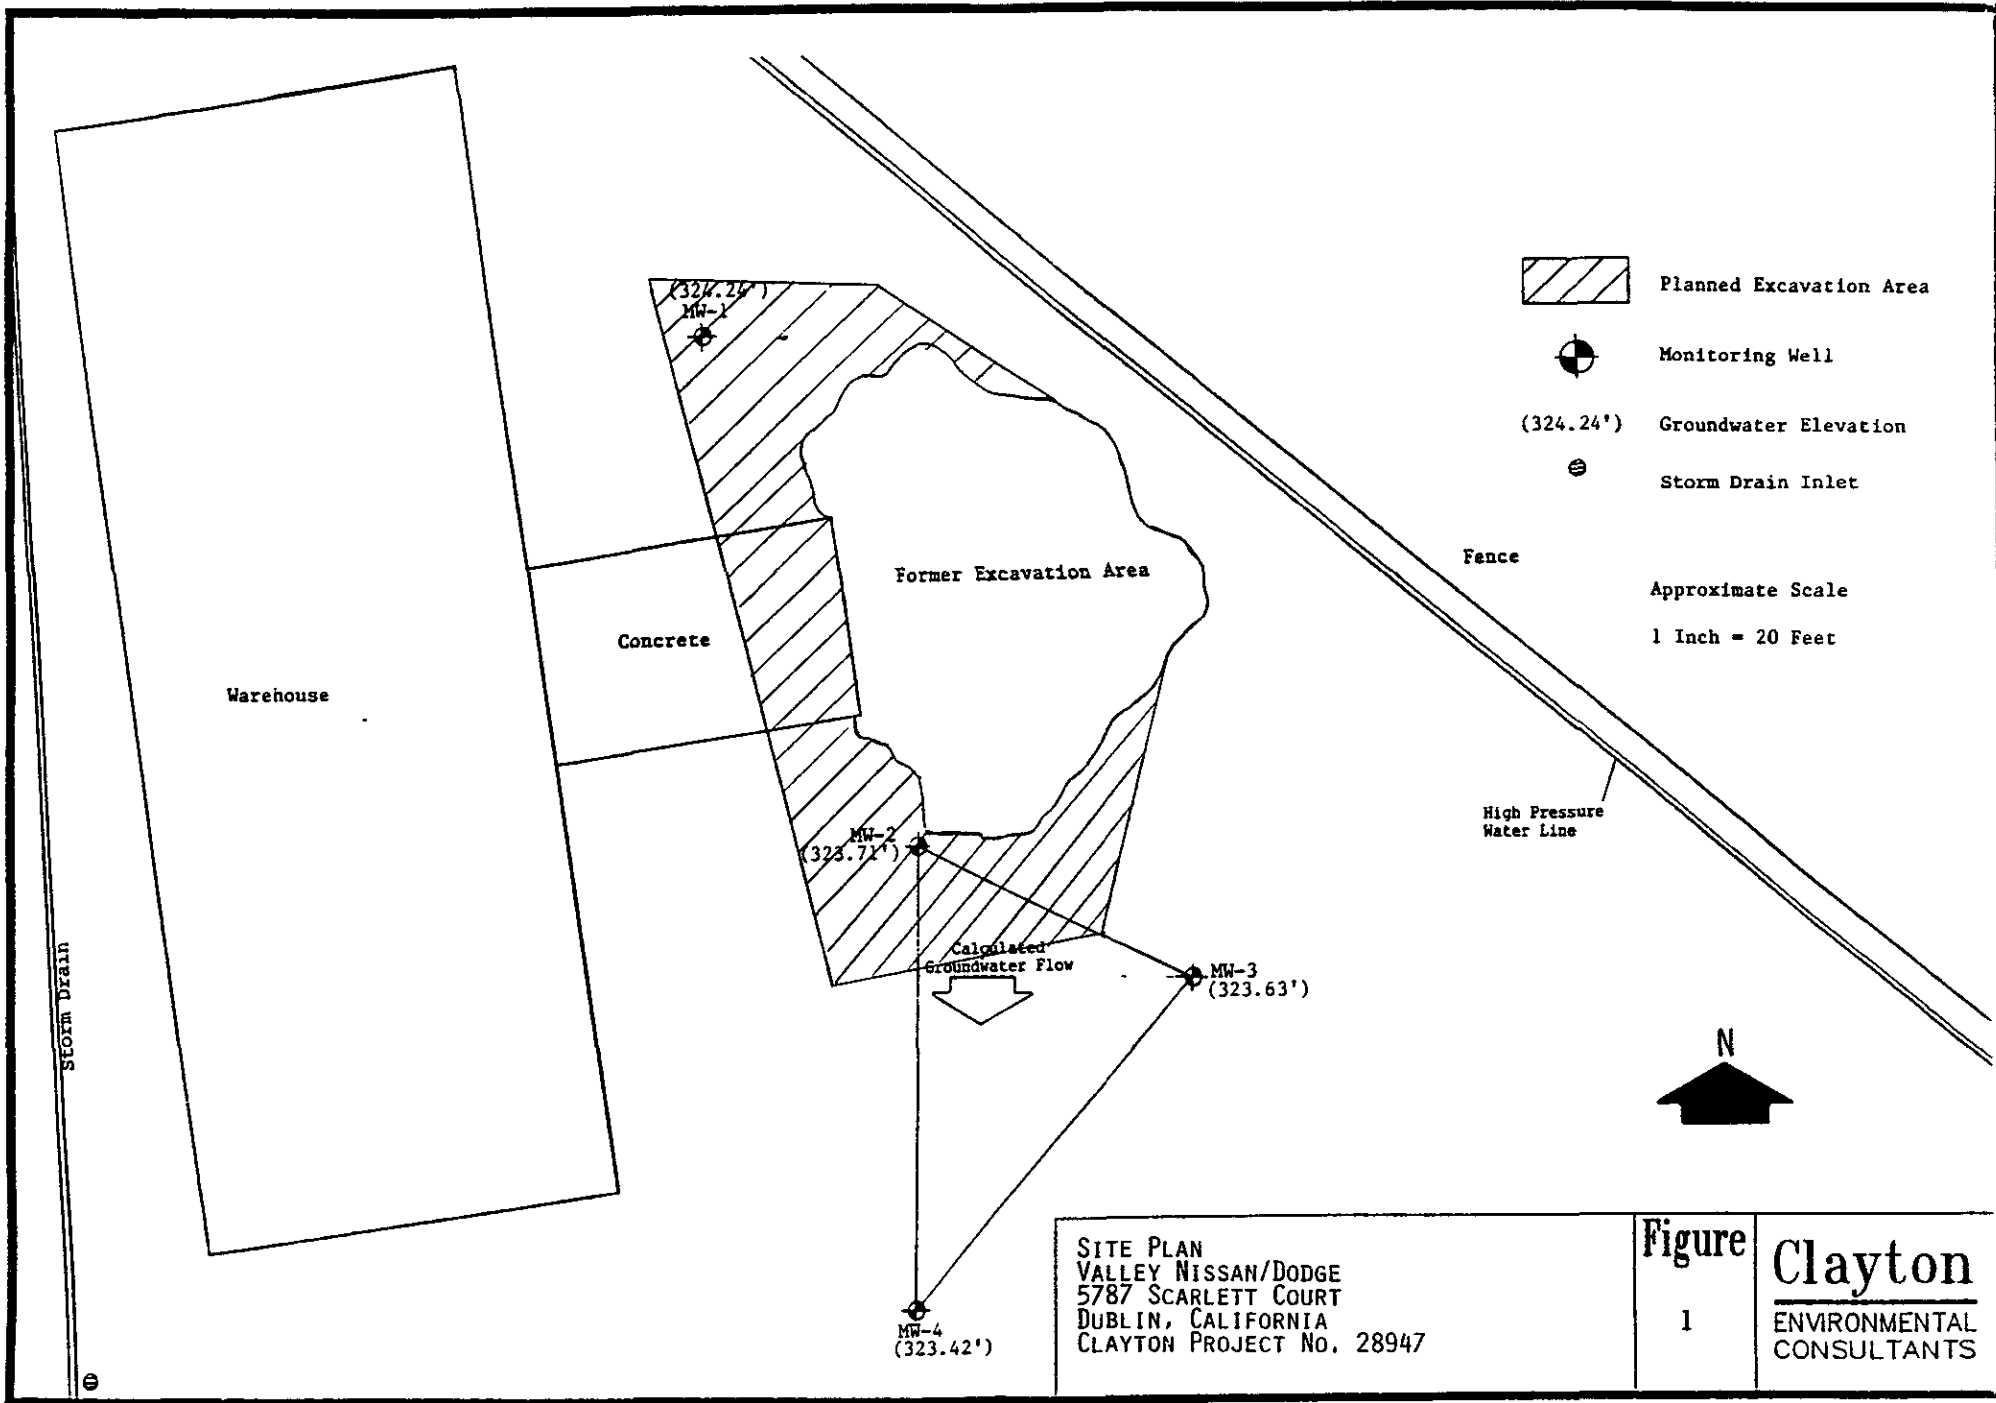 (324.24')
MW-1
Planned Excavation Area
Monitoring Well
(324.24') Groundwater Elevation
Storm Drain Inlet
Fence
Approximate Scale
1 Inch = 20 Feet
Former Excavation Area
Concrete
Warehouse
High Pressure
Water Line
MW-2
(323.71')
Calculated
Groundwater Flow
MW-3
(323.63')
Storm Drain
N
MW-4
(323.42')
SITE PLAN
VALLEY NISSAN/DODGE
5787 SCARLETT COURT
DUBLIN, CALIFORNIA
CLAYTON PROJECT No. 28947
Figure
1
Clayton
ENVIRONMENTAL
CONSULTANTS